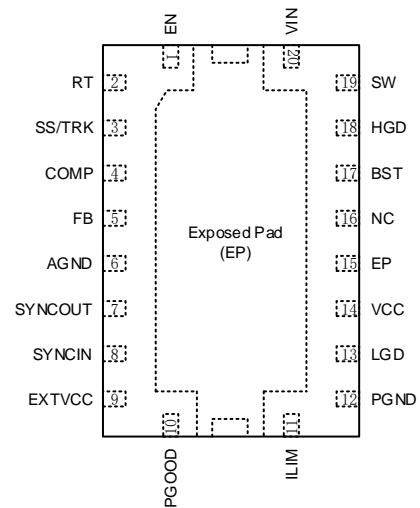 EN
VIN
1
20
RT 2
19 SW
SS/TRK 3
18 HGD
COMP 4
17 BST
FB 5
16 NC
Exposed Pad
(EP)
AGND 6
15 EP
SYNCOUT 7
14 VCC
SYNCIN 8
13 LGD
EXTVCC 9
12 PGND
10
11
PGOOD
ILIM